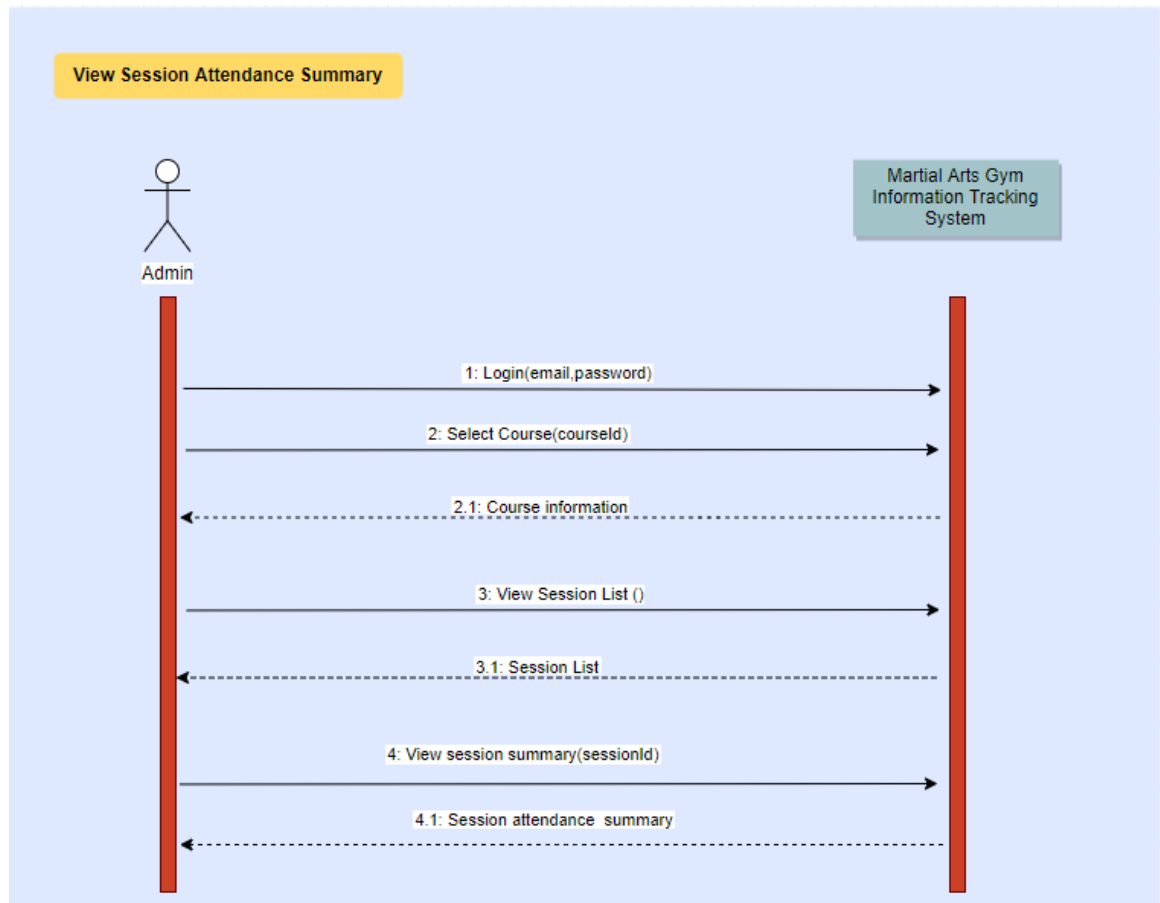 View Session Attendance Summary
Martial Arts Gym
Information Tracking
System
Admin
1: Login(email,password)
2: Select Course(courseId)
2.1: Course information
3: View Session List ()
3.1: Session List
4: View session summary(sessionId)
4.1: Session attendance  summary